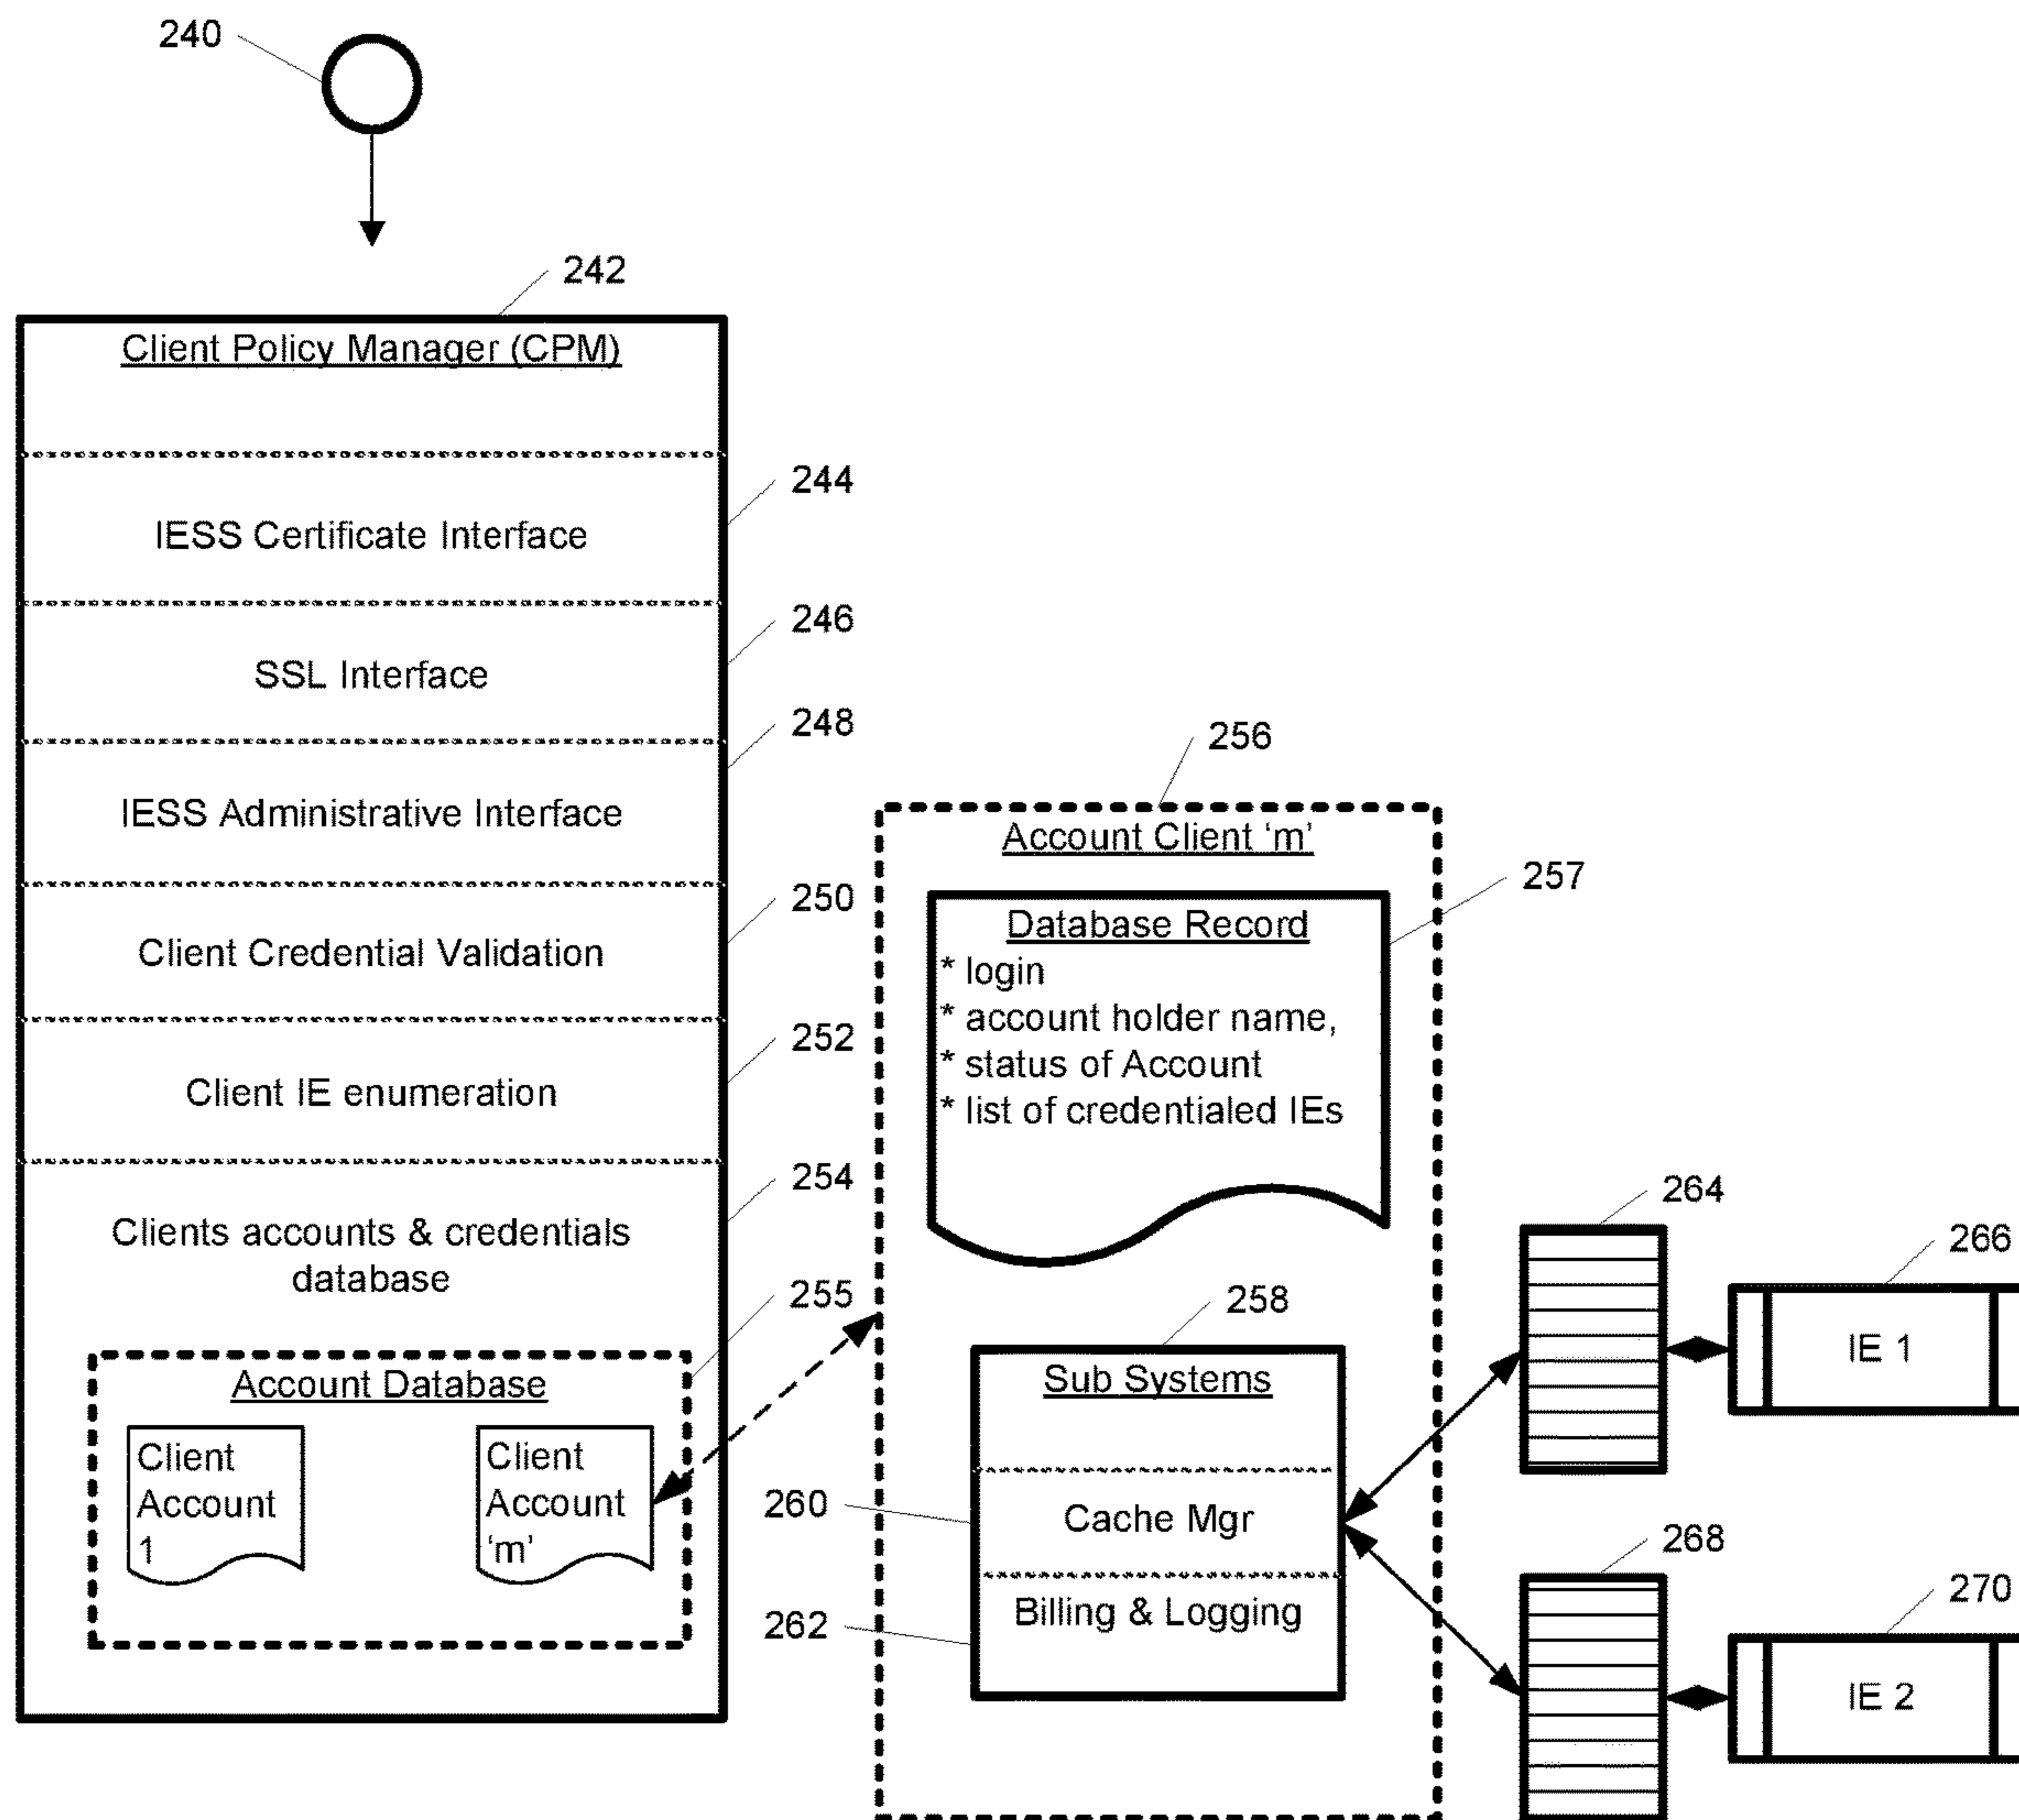 240
242
Client Policy Manager (CPM)
244
IESS Certificate Interface
246
SSL Interface
248
IESS Administrative Interface
250
Client Credential Validation
252
Client IE enumeration
254
Clients accounts & credentials
database
255
Account Database
Client
Account
1
Client
Account
'm'
256
Account Client 'm'
257
Database Record
* login
* account holder name,
* status of Account
* list of credentialed IEs
258
Sub Systems
260
Cache Mgr
262
Billing & Logging
264
266
IE 1
268
270
IE 2